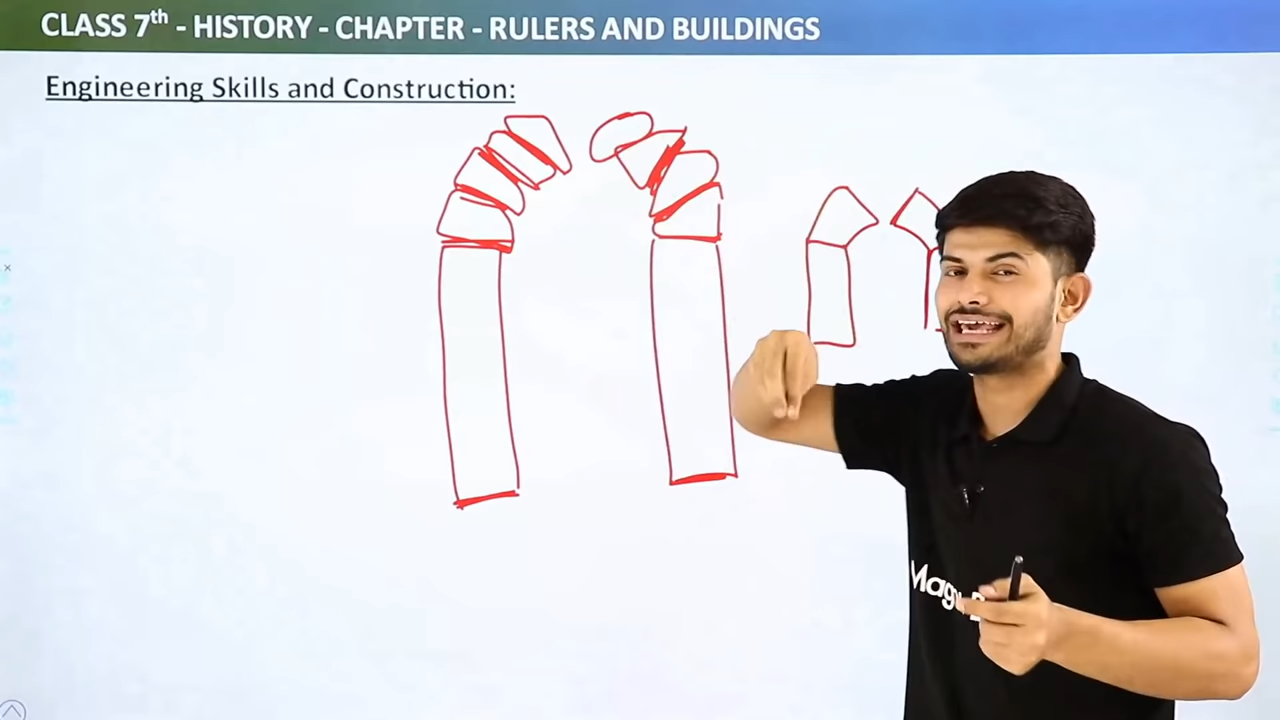 CLASS 7th - HISTORY - CHAPTER - RULERS AND BUILDINGS
Engineering Skills and Construction: